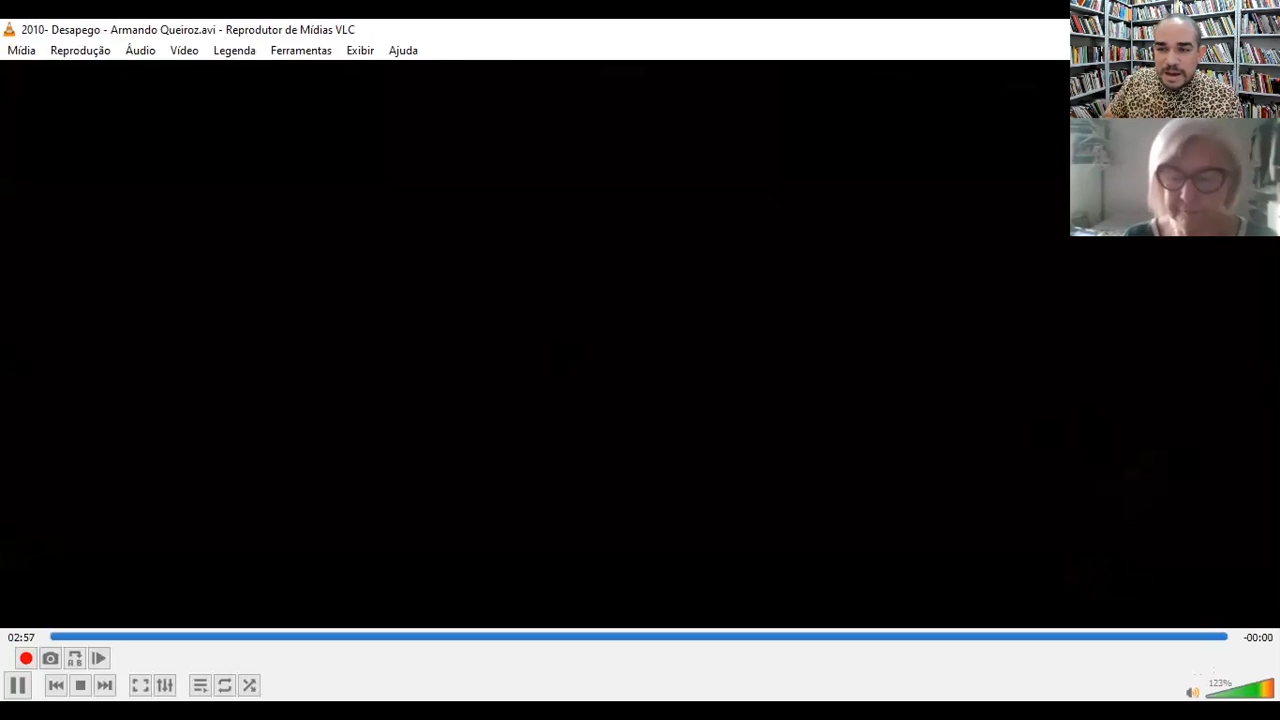 2010- Desapego - Armando Queiroz.avi - Reprodutor de Mídias VLC
Mídia Reprodução Áudio Vídeo Legenda Ferramentas Exibir Ajuda
02:57 -00:00
A B
123%